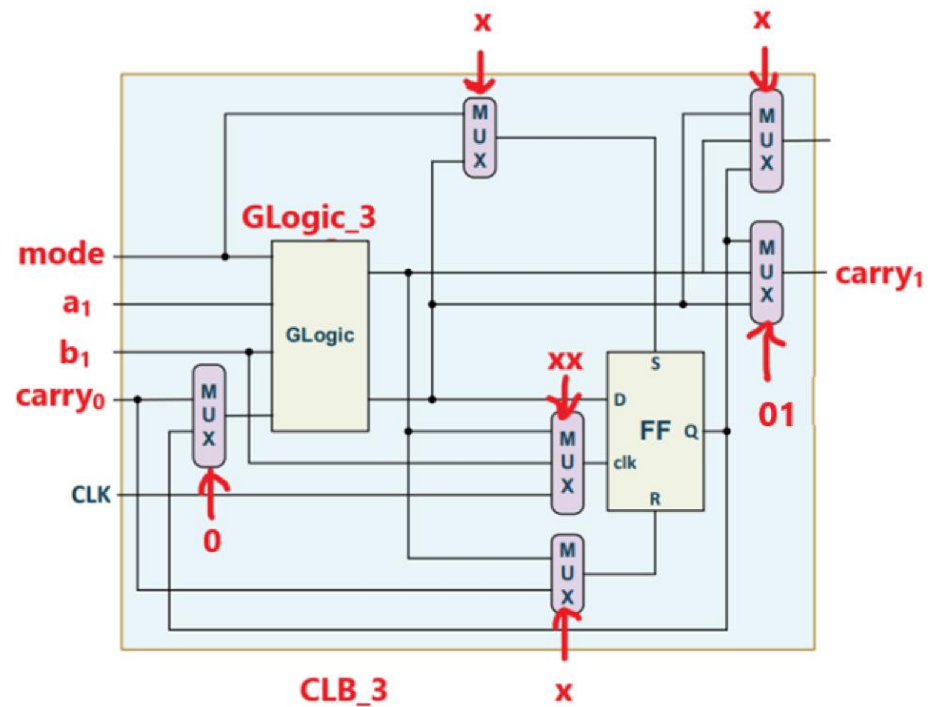 x
x
MUX
MUX
GLogic_3
mode
MUX
carry₁
a₁
GLogic
b₁
xx
S
carry₀
MUX
D
FF
Q
01
MUX
clk
CLK
R
0
MUX
CLB_3
x